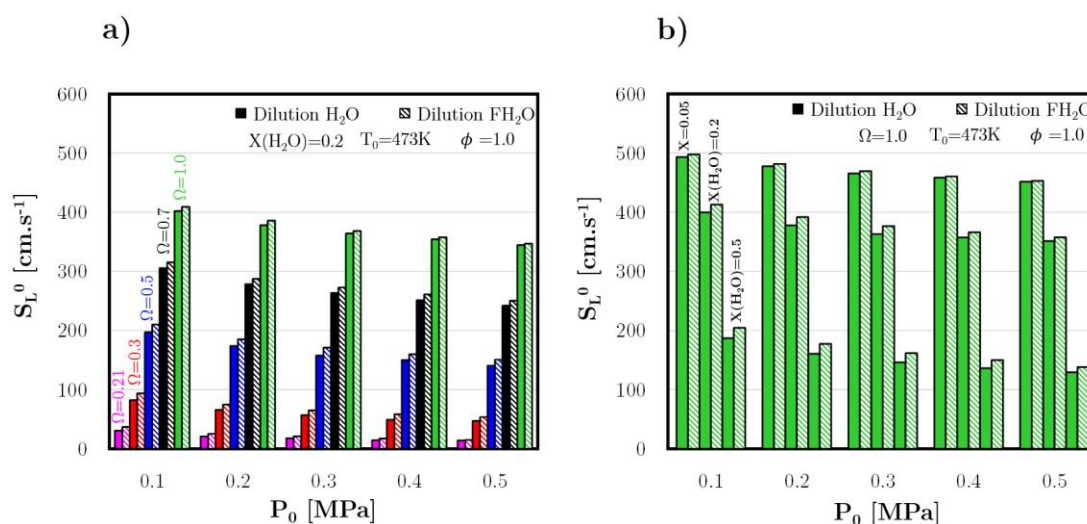 a)
S_L^0 [cm.s^-1]
600
500
400
300
200
100
0
■ Dilution H₂O ▧ Dilution FH₂O
X(H₂O)=0.2 T₀=473K ϕ =1.0
Ω=0.21
Ω=0.3
Ω=0.5
Ω=0.7
Ω=1.0
0.1 0.2 0.3 0.4 0.5
P₀ [MPa]
b)
S_L^0 [cm.s^-1]
600
500
400
300
200
100
0
■ Dilution H₂O ▧ Dilution FH₂O
Ω=1.0 T₀=473K ϕ =1.0
X=0.05
X(H₂O)=0.2
X(H₂O)=0.5
0.1 0.2 0.3 0.4 0.5
P₀ [MPa]